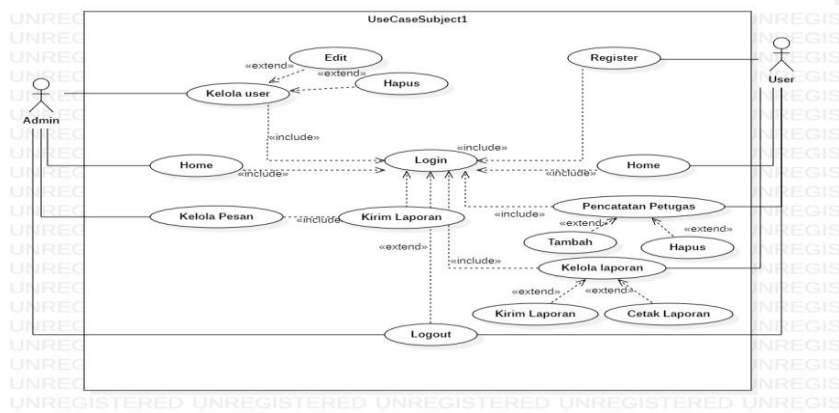 UseCaseSubject1
Edit
«extend»
Register
«extend»
Hapus
User
Kelola user
Admin
«include»
Login
«include»
Home
«include»
Home
«include»
Kelola Pesan
«include»
Kirim Laporan
«include»
Pencatatan Petugas
«extend»
«extend»
Tambah
Hapus
«extend»
«include»
Kelola laporan
«extend»
«extend»
Kirim Laporan
Cetak Laporan
Logout
UNREGISTERED UNREGISTERED UNREGISTERED UNREGISTERED UNREGIS